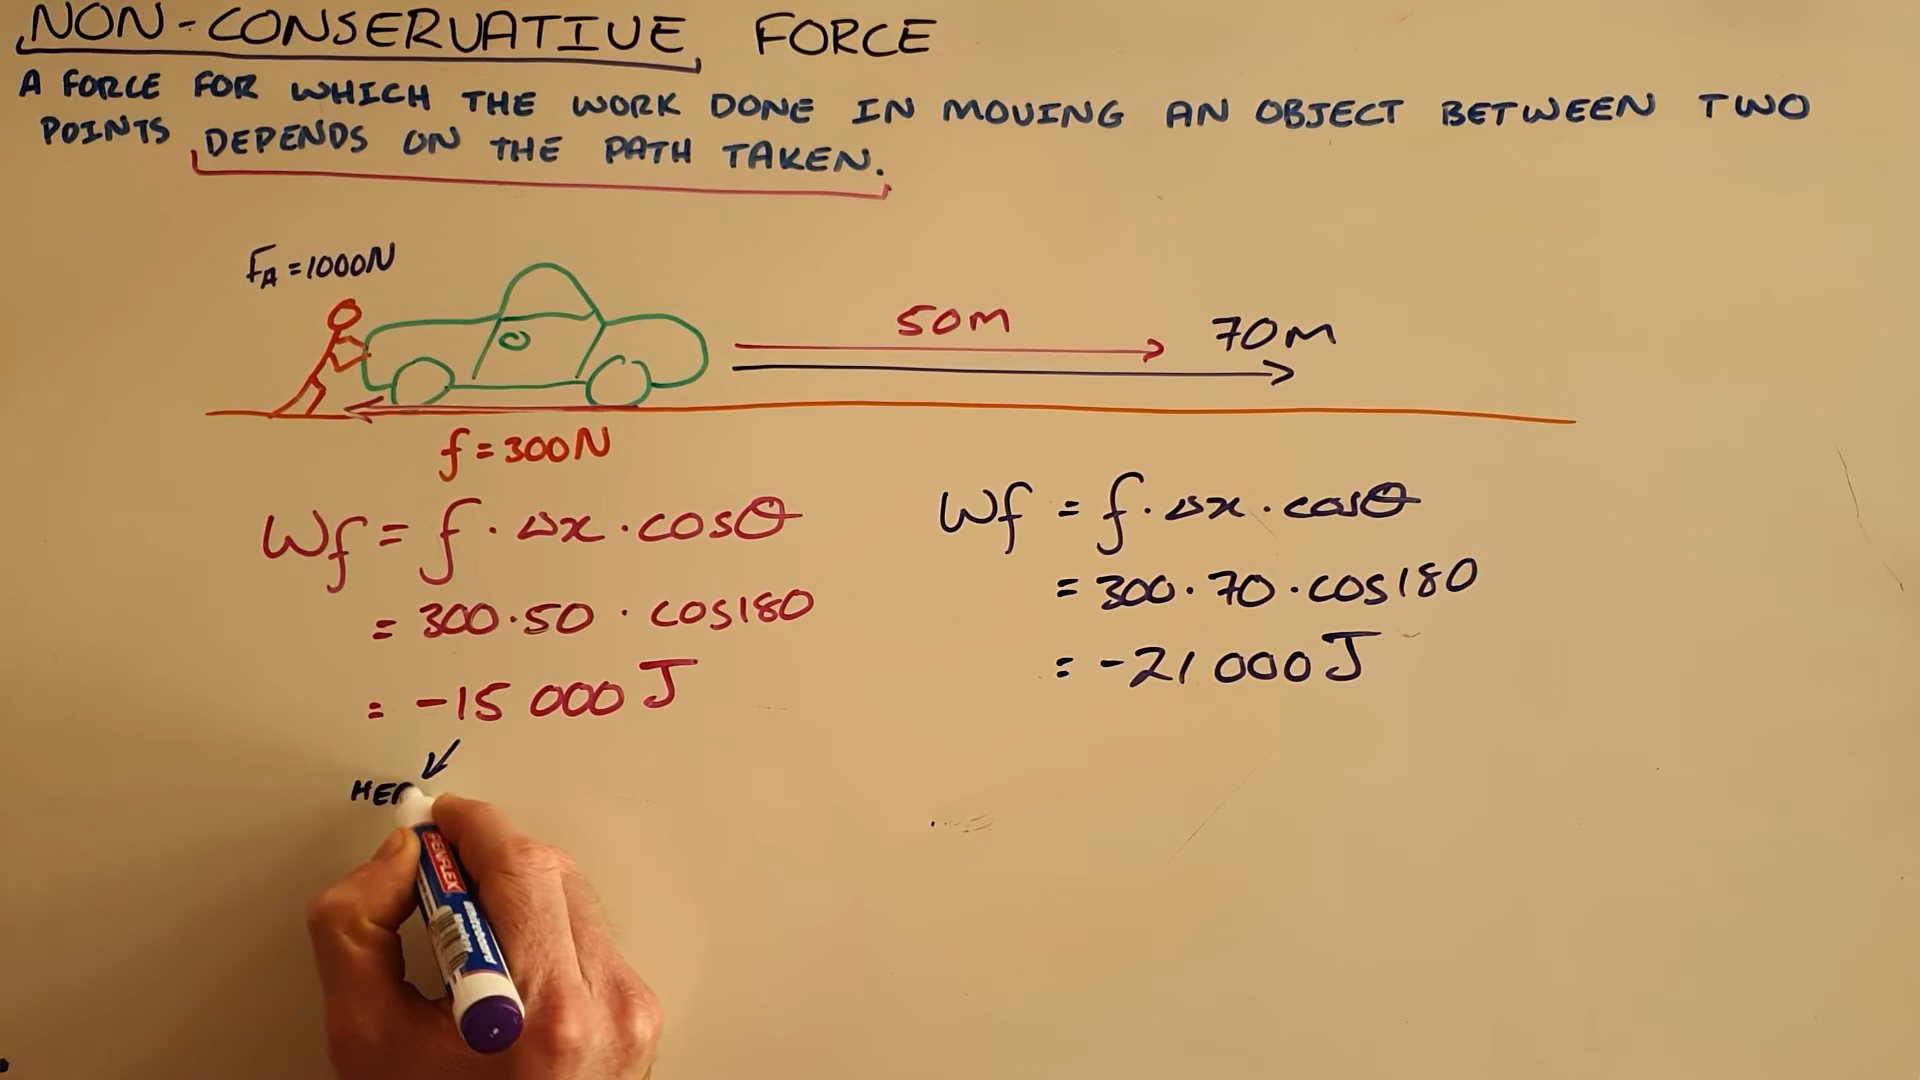 NON-CONSERVATIVE FORCE
A FORCE FOR WHICH THE WORK DONE IN MOVING AN OBJECT BETWEEN TWO
POINTS DEPENDS ON THE PATH TAKEN.
FA = 1000N
50m
70m
f = 300N
Wf = f · Δx · cosθ
= 300 · 50 · cos180
= -15 000 J
Wf = f · Δx · cosθ
= 300 · 70 · cos180
= -21 000 J
PENFLEX